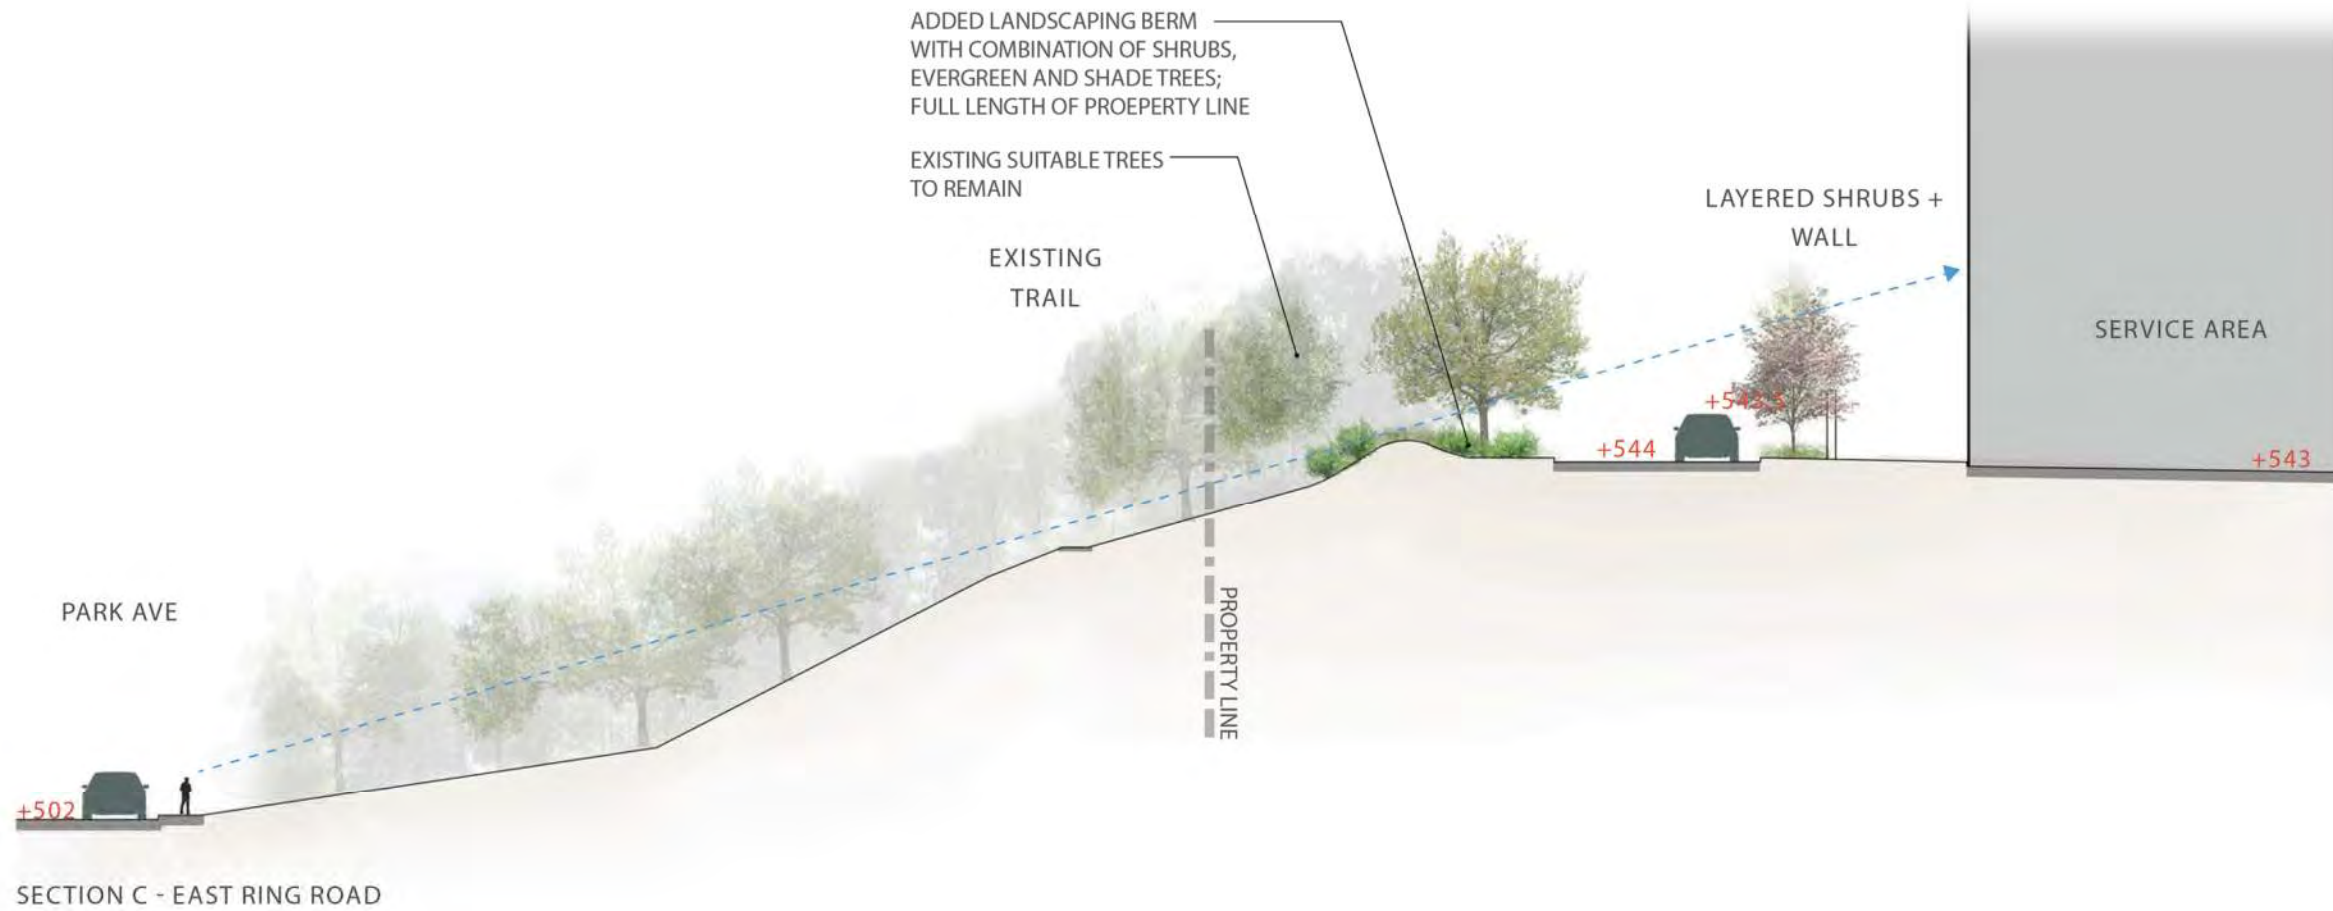 ADDED LANDSCAPING BERM
WITH COMBINATION OF SHRUBS,
EVERGREEN AND SHADE TREES;
FULL LENGTH OF PROEPERTY LINE
EXISTING SUITABLE TREES
TO REMAIN
LAYERED SHRUBS +
WALL
EXISTING
TRAIL
SERVICE AREA
+543.5
+544
+543
PARK AVE
PROPERTY LINE
+502
SECTION C - EAST RING ROAD